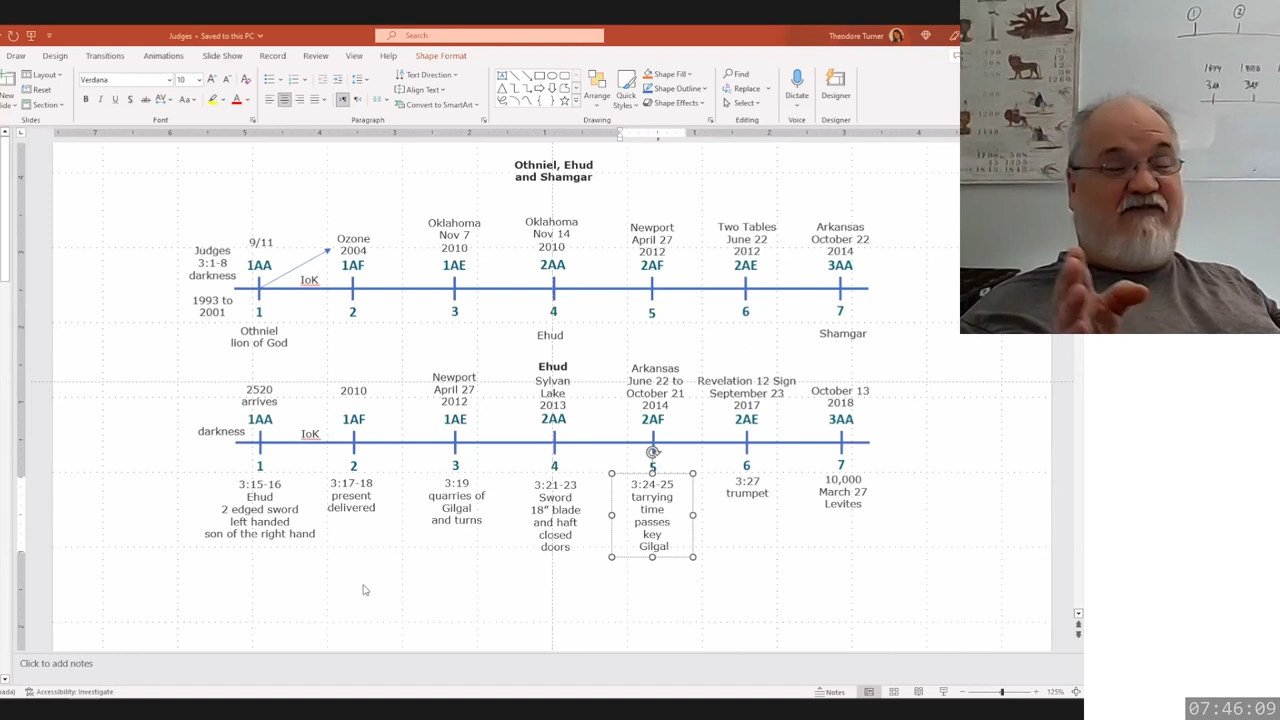 Judges • Saved to this PC
Search
Theodore Turner
Design
Transitions
Animations
Slide Show
Record
Review
View
Help
Shape Format
Layout
Reset
Section
Slides
Verdana
10
Font
Text Direction
Align Text
Convert to SmartArt
Paragraph
Arrange
Quick
Styles
Shape Fill
Shape Outline
Shape Effects
Drawing
Find
Replace
Select
Editing
Dictate
Voice
Designer
Designer
Othniel, Ehud
and Shamgar
Judges
3:1-8
darkness
1993 to
2001
9/11
1AA
1
Othniel
lion of God
IoK
Ozone
2004
1AF
2
Oklahoma
Nov 7
2010
1AE
3
Oklahoma
Nov 14
2010
2AA
4
Ehud
Newport
April 27
2012
2AF
5
Two Tables
June 22
2012
2AE
6
Arkansas
October 22
2014
3AA
7
Shamgar
Ehud
darkness
2520
arrives
1AA
1
3:15-16
Ehud
2 edged sword
left handed
son of the right hand
IoK
2010
1AF
2
3:17-18
present
delivered
Newport
April 27
2012
1AE
3
3:19
quarries of
Gilgal
and turns
Sylvan
Lake
2013
2AA
4
3:21-23
Sword
18” blade
and haft
closed
doors
Arkansas
June 22 to
October 21
2014
2AF
5
3:24-25
tarrying
time
passes
key
Gilgal
Revelation 12 Sign
September 23
2017
2AE
6
3:27
trumpet
October 13
2018
3AA
7
10,000
March 27
Levites
Click to add notes
Accessibility: Investigate
Notes
125%
07:46:09